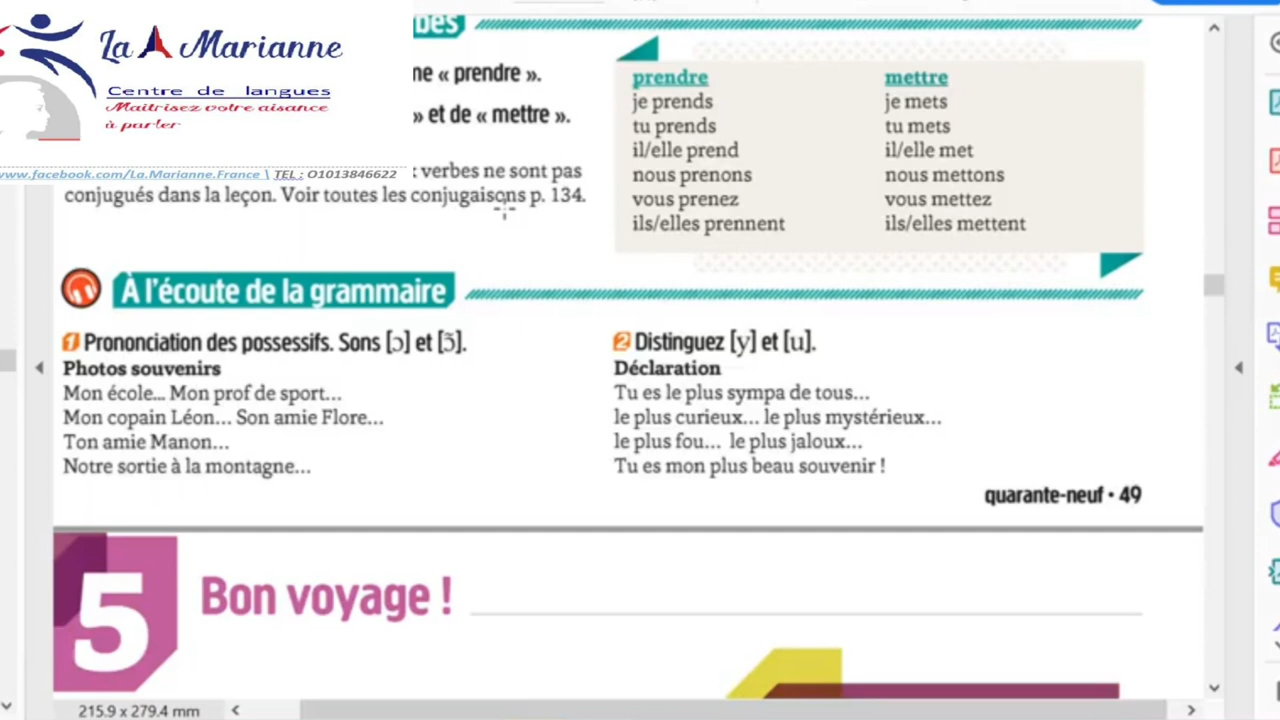 La Marianne
Centre de langues
Maîtrisez votre aisance
à parler
www.facebook.com/La.Marianne.France \ TEL : 01013846622
bes
ne « prendre ».
» et de « mettre ».
verbes ne sont pas
conjugués dans la leçon. Voir toutes les conjugaisons p. 134.
prendre
je prends
tu prends
il/elle prend
nous prenons
vous prenez
ils/elles prennent
mettre
je mets
tu mets
il/elle met
nous mettons
vous mettez
ils/elles mettent
À l'écoute de la grammaire
1 Prononciation des possessifs. Sons [ɔ] et [ɔ̃].
Photos souvenirs
Mon école... Mon prof de sport...
Mon copain Léon... Son amie Flore...
Ton amie Manon...
Notre sortie à la montagne...
2 Distinguez [y] et [u].
Déclaration
Tu es le plus sympa de tous...
le plus curieux... le plus mystérieux...
le plus fou... le plus jaloux...
Tu es mon plus beau souvenir !
quarante-neuf • 49
5 Bon voyage !
215.9 x 279.4 mm